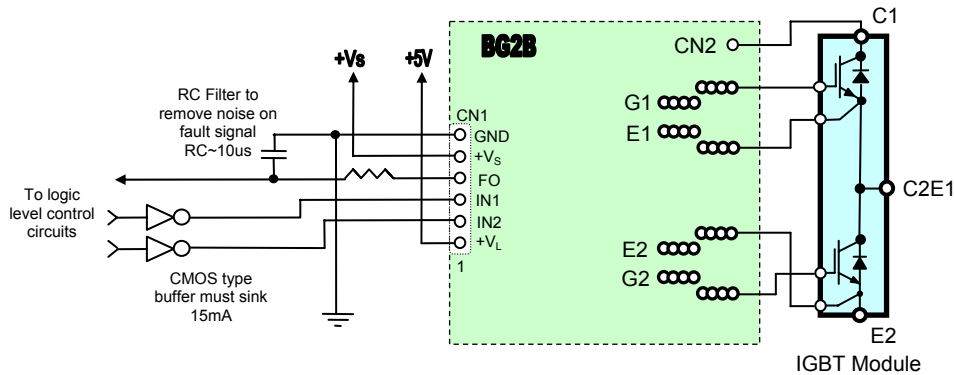 BG2B
CN2
C1
+Vs
+5V
RC Filter to
remove noise on
fault signal
RC~10us
CN1
GND
+VS
FO
IN1
IN2
+VL
1
G1
E1
E2
G2
C2E1
To logic
level control
circuits
CMOS type
buffer must sink
15mA
E2
IGBT Module